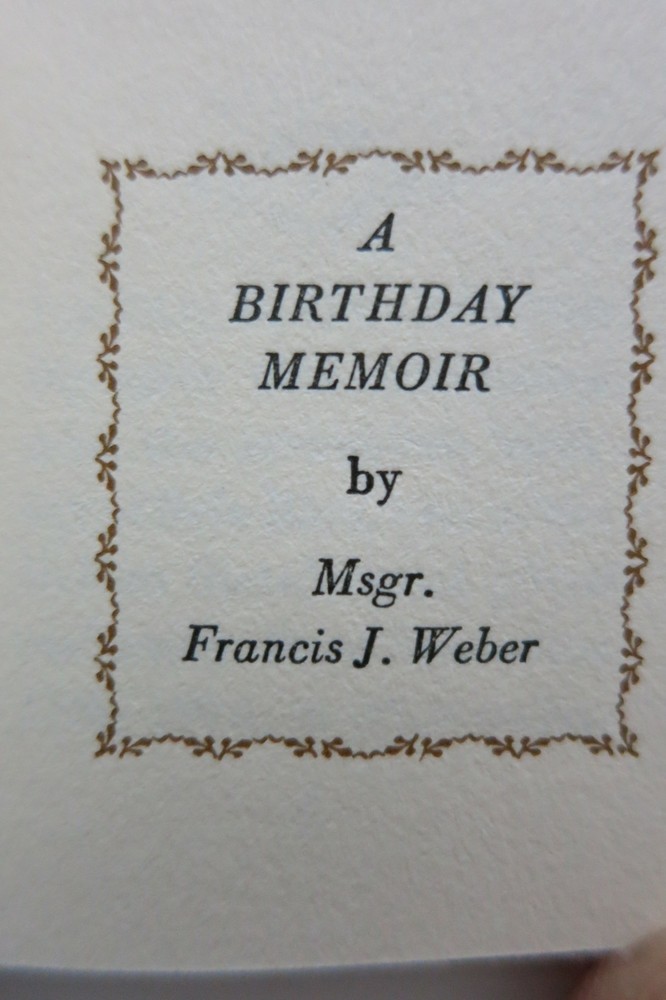 A
BIRTHDAY
MEMOIR
by
Msgr.
Francis J. Weber